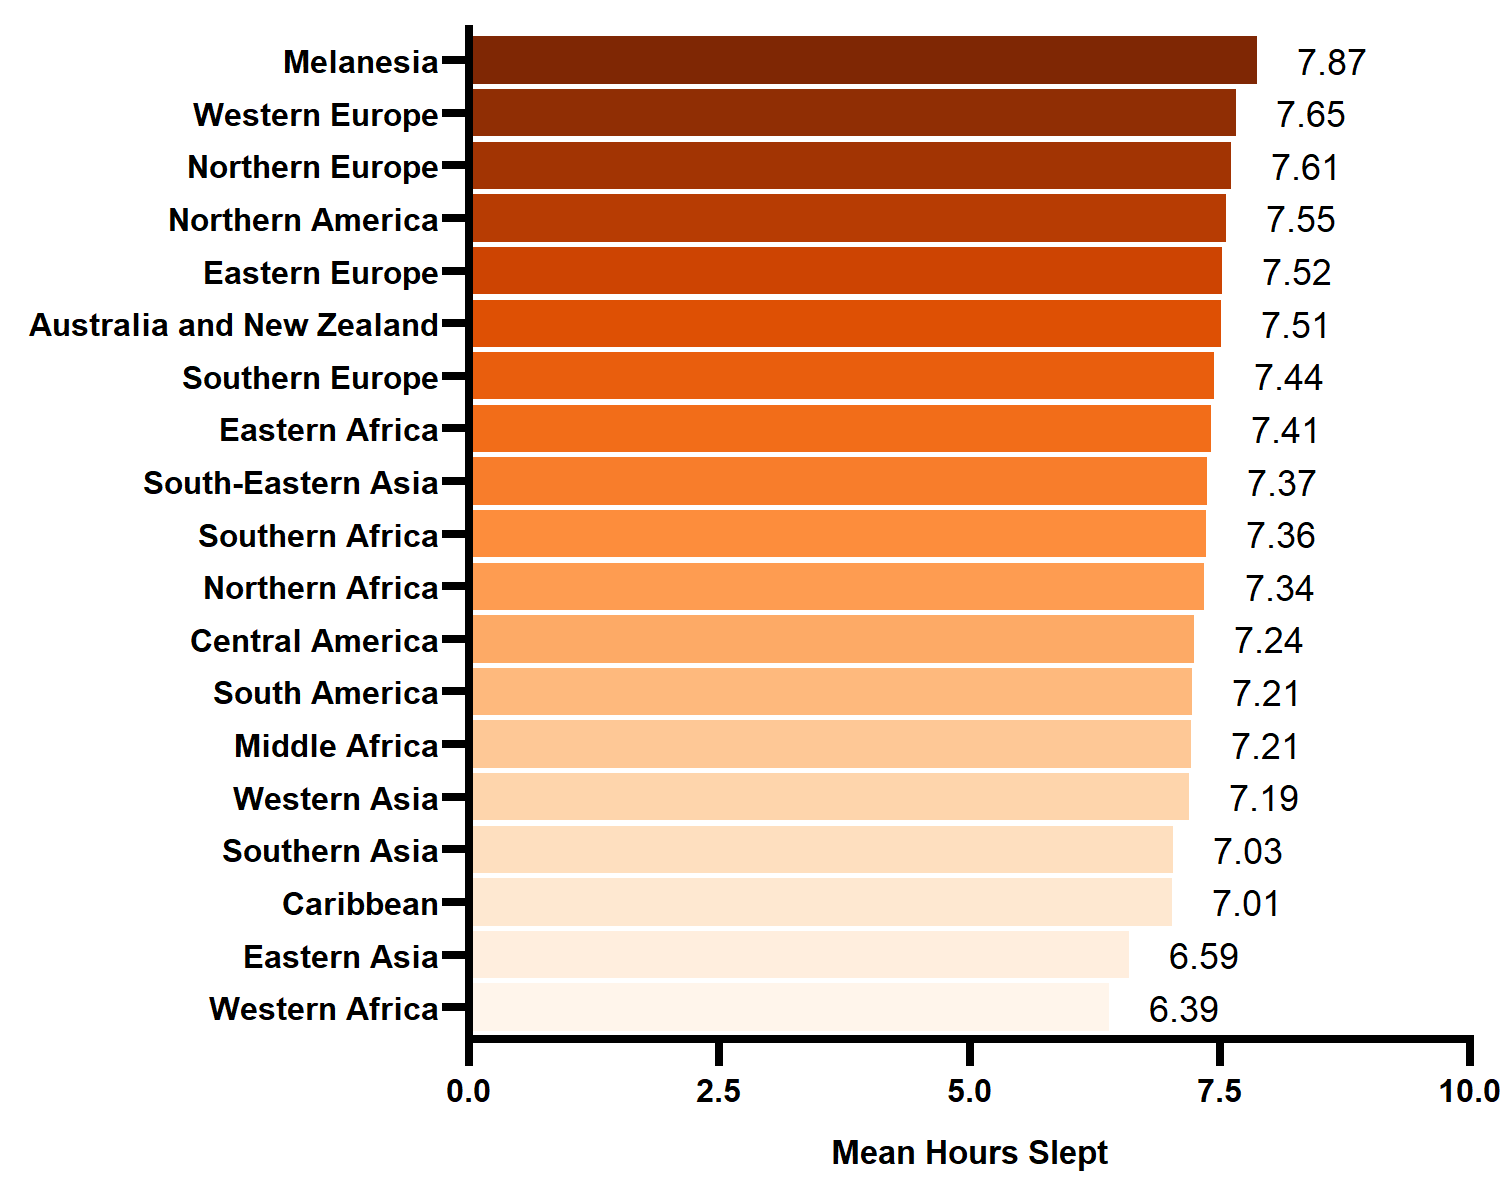 Melanesia 7.87
Western Europe 7.65
Northern Europe 7.61
Northern America 7.55
Eastern Europe 7.52
Australia and New Zealand 7.51
Southern Europe 7.44
Eastern Africa 7.41
South-Eastern Asia 7.37
Southern Africa 7.36
Northern Africa 7.34
Central America 7.24
South America 7.21
Middle Africa 7.21
Western Asia 7.19
Southern Asia 7.03
Caribbean 7.01
Eastern Asia 6.59
Western Africa 6.39
0.0 2.5 5.0 7.5 10.0
Mean Hours Slept